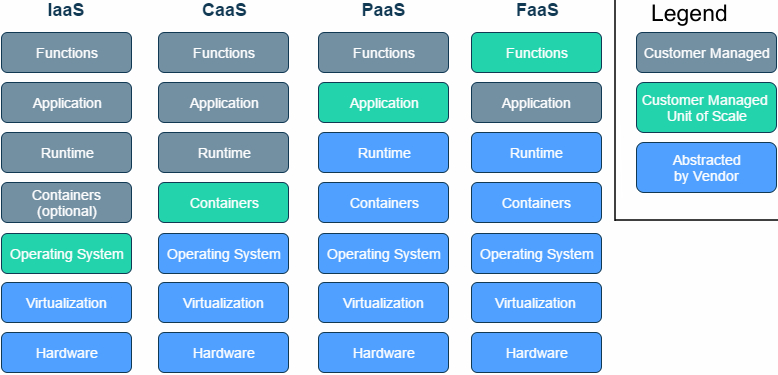 IaaS CaaS PaaS FaaS Legend
Functions Functions Functions Functions Customer Managed
Application Application Application Application Customer Managed
Unit of Scale
Runtime Runtime Runtime Runtime Abstracted
by Vendor
Containers
(optional) Containers Containers Containers
Operating System Operating System Operating System Operating System
Virtualization Virtualization Virtualization Virtualization
Hardware Hardware Hardware Hardware